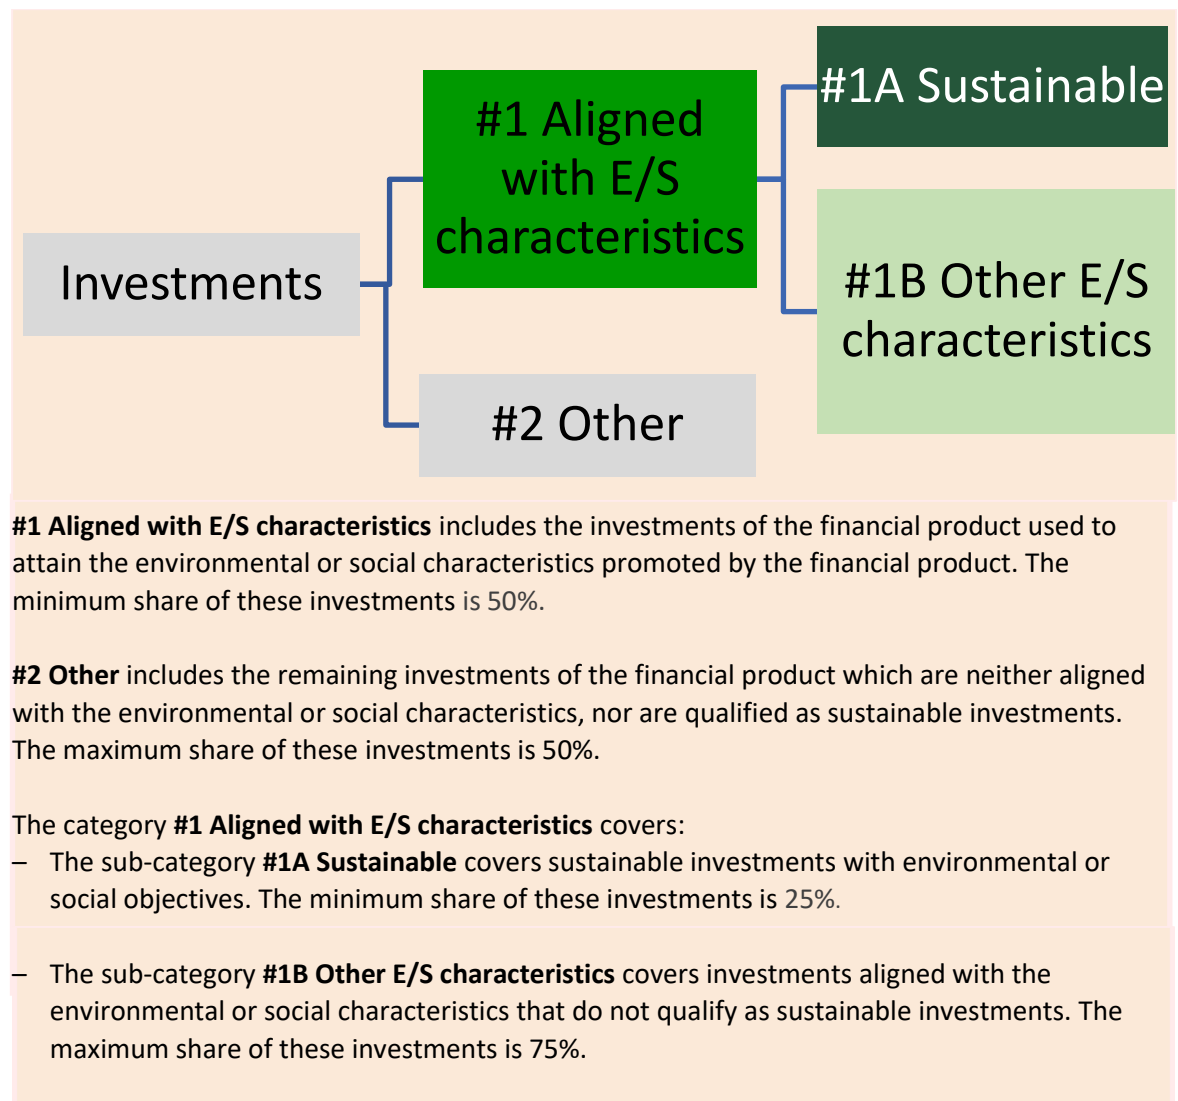 #1A Sustainable
#1 Aligned
with E/S
characteristics
Investments
#1B Other E/S
characteristics
#2 Other
#1 Aligned with E/S characteristics includes the investments of the financial product used to
attain the environmental or social characteristics promoted by the financial product. The
minimum share of these investments is 50%.
#2 Other includes the remaining investments of the financial product which are neither aligned
with the environmental or social characteristics, nor are qualified as sustainable investments.
The maximum share of these investments is 50%.
The category #1 Aligned with E/S characteristics covers:
– The sub-category #1A Sustainable covers sustainable investments with environmental or
social objectives. The minimum share of these investments is 25%.
– The sub-category #1B Other E/S characteristics covers investments aligned with the
environmental or social characteristics that do not qualify as sustainable investments. The
maximum share of these investments is 75%.